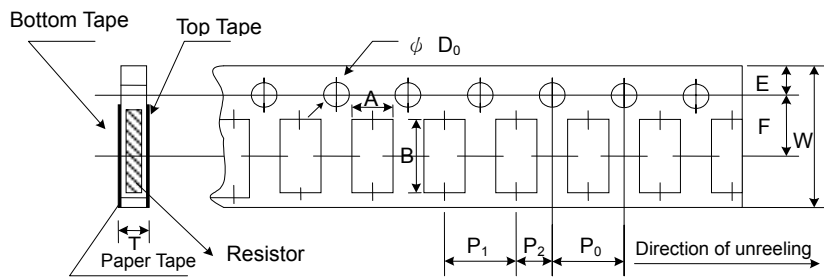 Bottom Tape
Top Tape
ψ D₀
A
E
F
W
B
T
P₁
P₂
P₀
Paper Tape
Resistor
Direction of unreeling